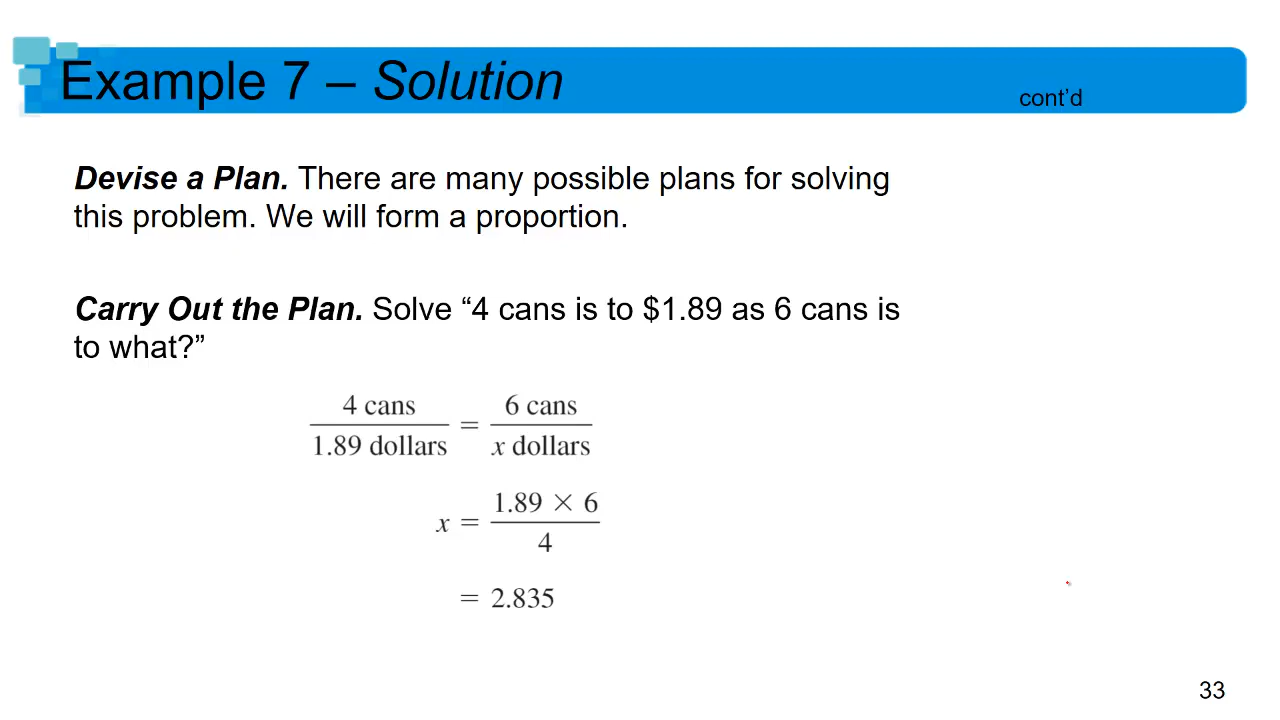 Example 7 – Solution
cont’d
Devise a Plan. There are many possible plans for solving
this problem. We will form a proportion.
Carry Out the Plan. Solve “4 cans is to $1.89 as 6 cans is
to what?”
4 cans / 1.89 dollars = 6 cans / x dollars
x = 1.89 × 6 / 4
= 2.835
33